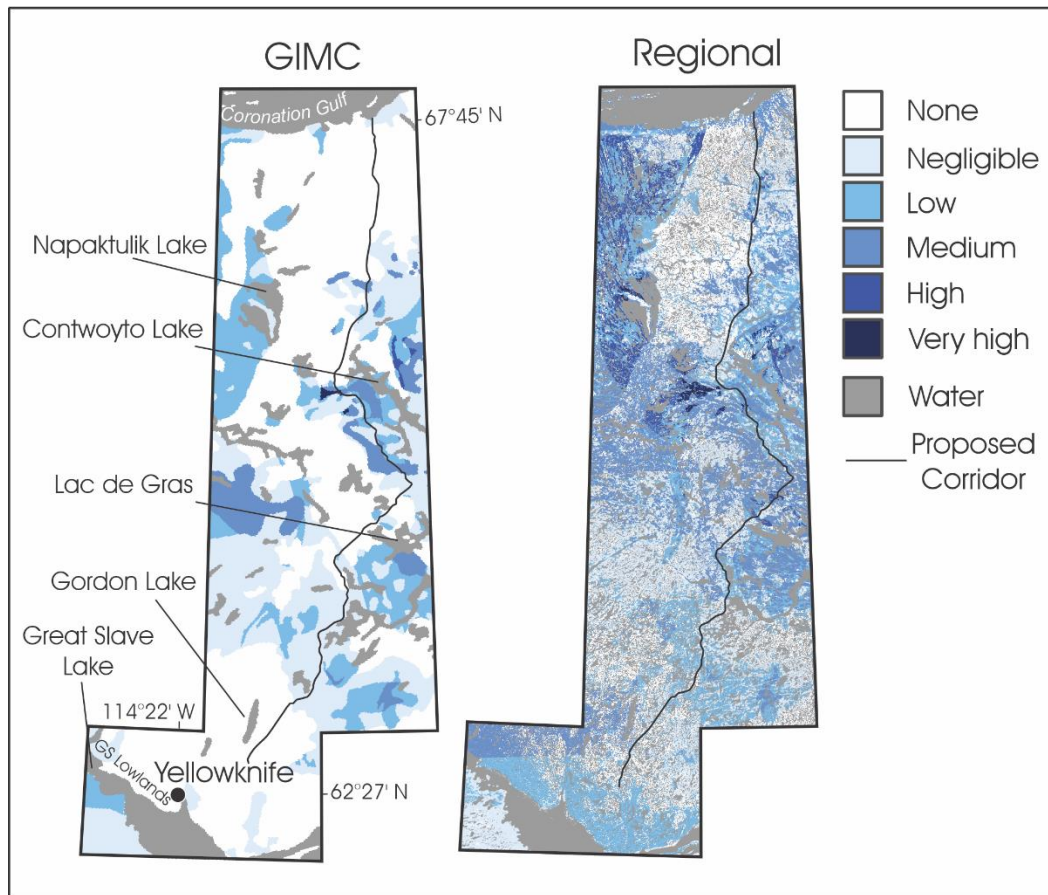 GIMC
Regional
Coronation Gulf
67°45' N
Napaktulik Lake
Contwoyto Lake
Lac de Gras
Gordon Lake
Great Slave
Lake
114°22' W
GS Lowlands
Yellowknife
62°27' N
None
Negligible
Low
Medium
High
Very high
Water
Proposed
Corridor